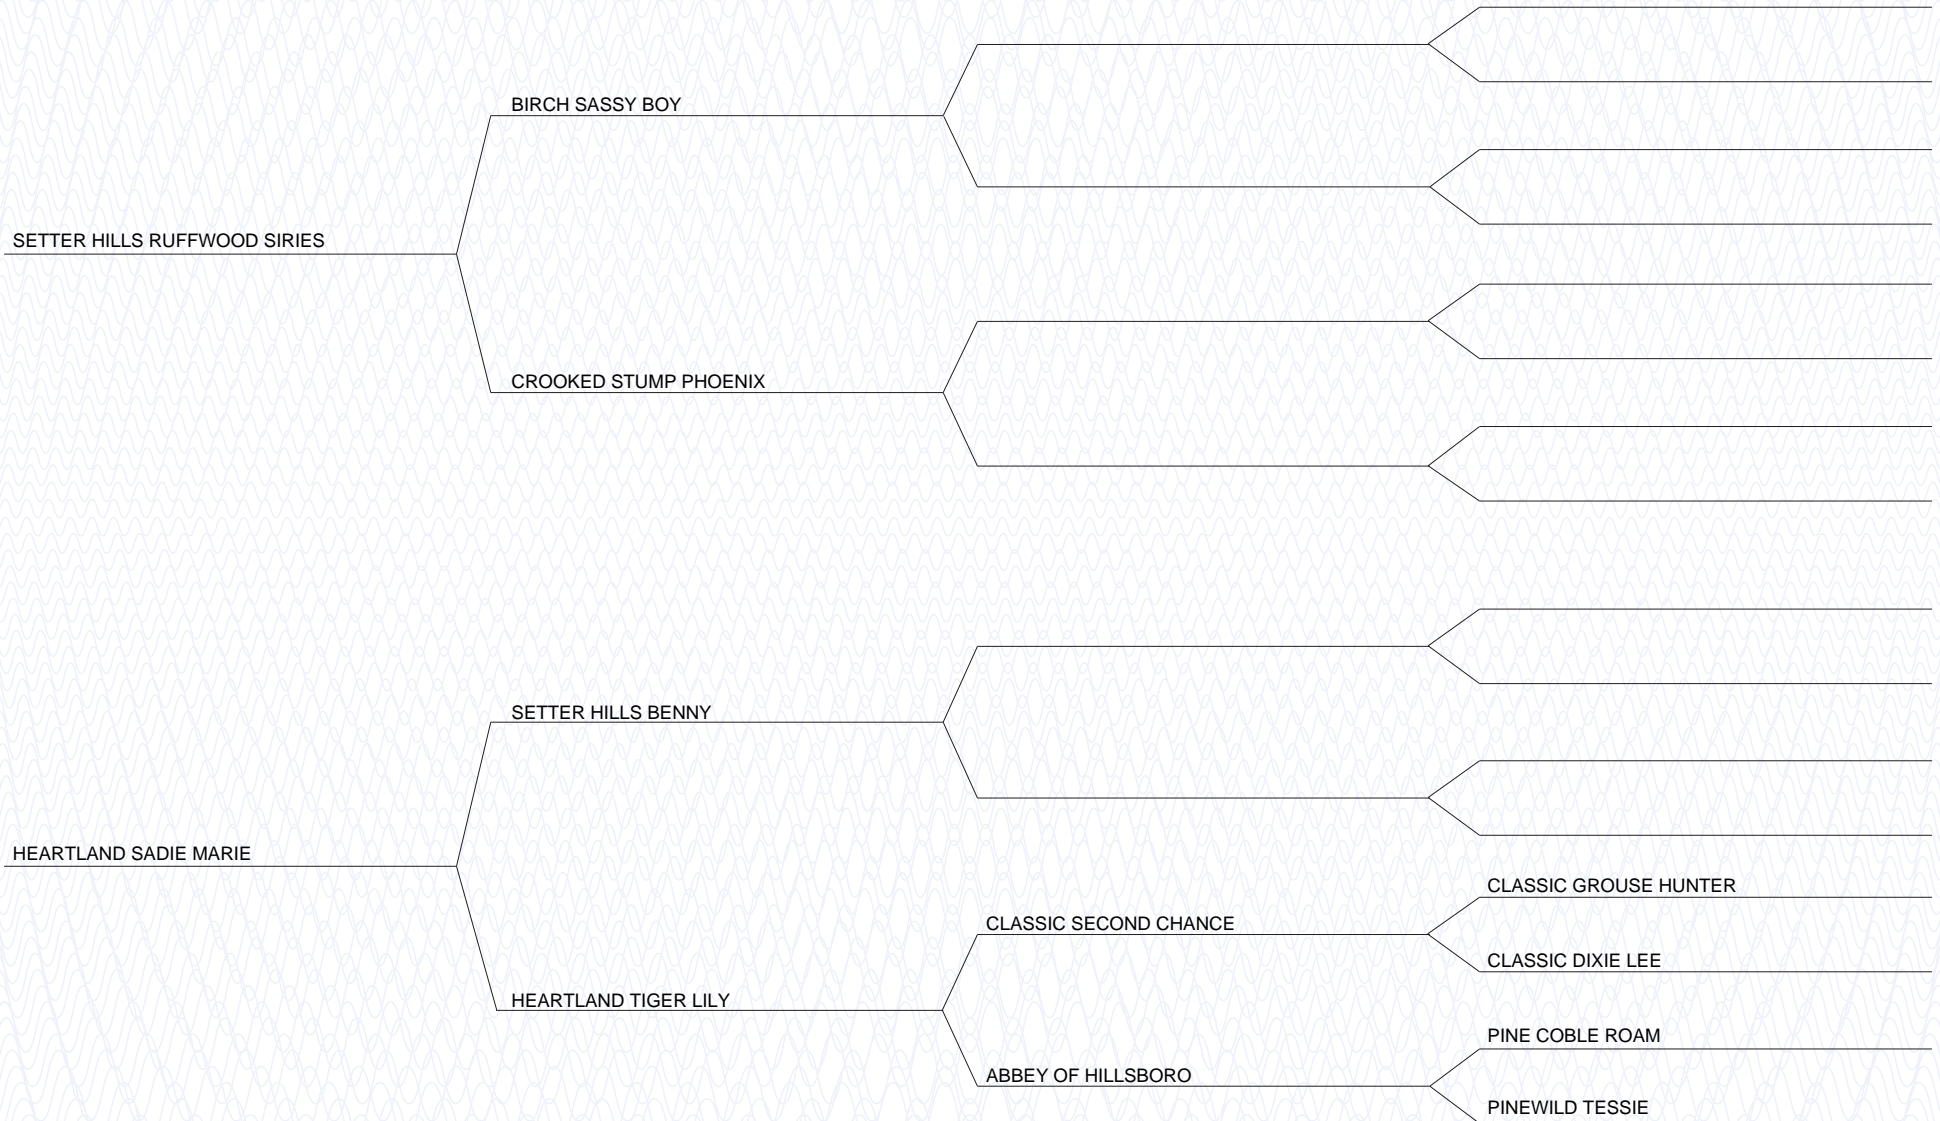 BIRCH SASSY BOY
SETTER HILLS RUFFWOOD SIRIES
CROOKED STUMP PHOENIX
SETTER HILLS BENNY
HEARTLAND SADIE MARIE
CLASSIC GROUSE HUNTER
CLASSIC SECOND CHANCE
CLASSIC DIXIE LEE
HEARTLAND TIGER LILY
PINE COBLE ROAM
ABBEY OF HILLSBORO
PINEWILD TESSIE